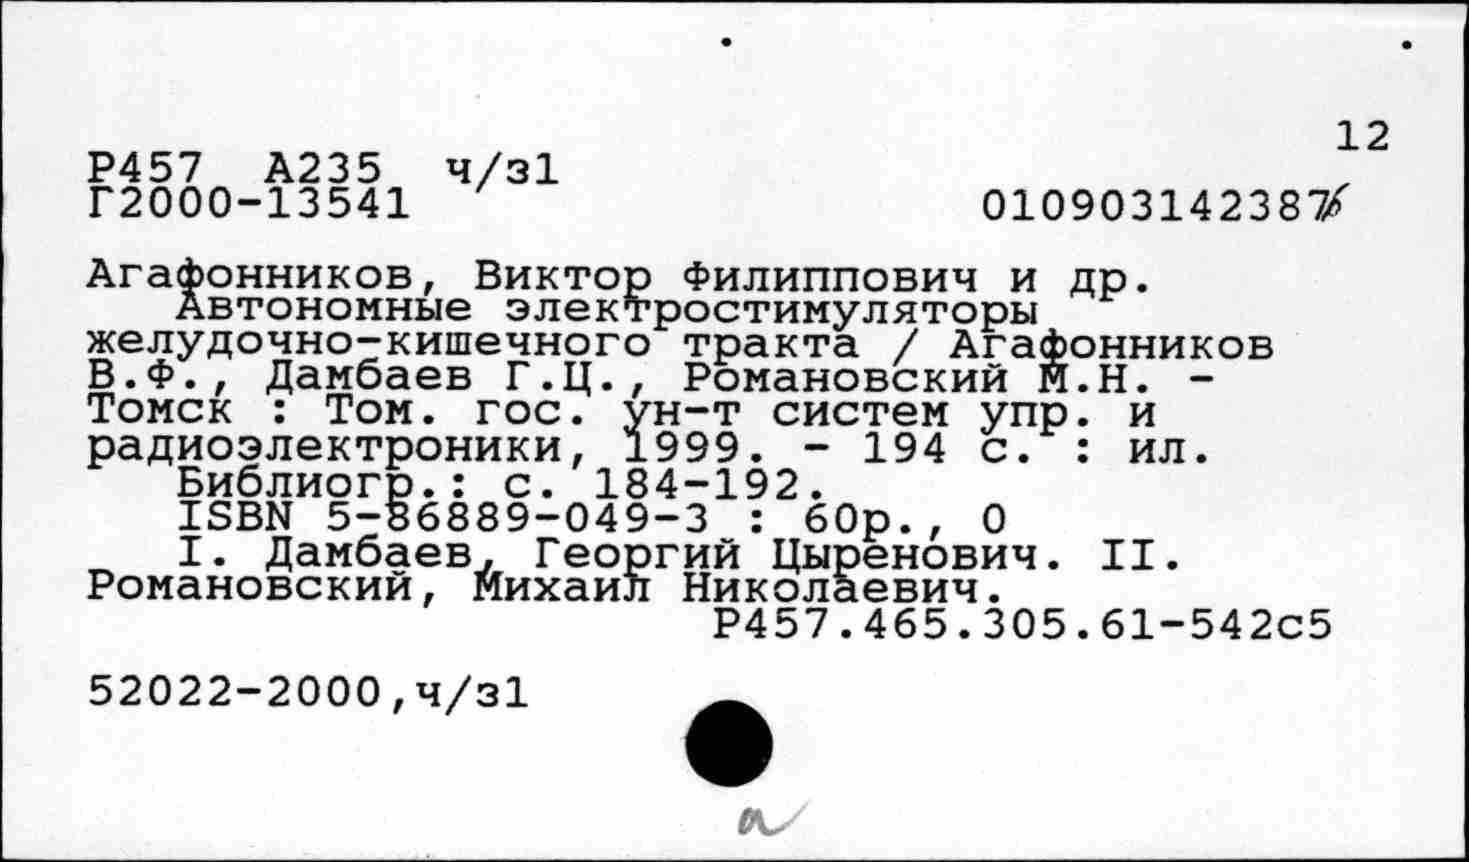 12
Р457 А235 ч/з1
Г2000-13541
0109031423876
Агафонников, Виктор Филиппович и др.
Автономные электростимуляторы
желудочно-кишечного тракта / Агафонников
В.Ф., Дамбаев Г.Ц., Романовский М.Н. -
Томск : Том. гос. ун-т систем упр. и
радиоэлектроники, 1999. - 194 с. : ил.
Библиогр.: с. 184-192.
ISBN 5-86889-049-3 : 60р., 0
I. Дамбаев, Георгий Цыренович. II.
Романовский, Михаил Николаевич.
Р457.465.305.61-542с5
52022-2000,ч/з1
а